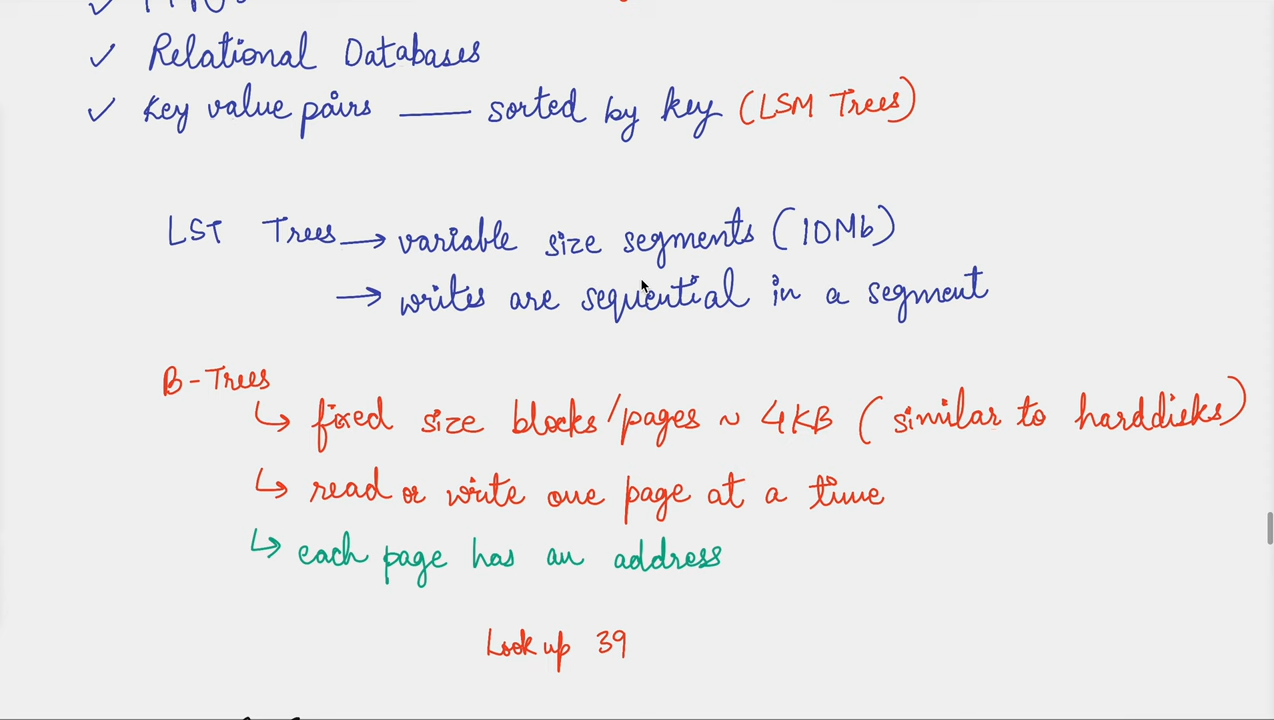 ✓ Relational Databases
✓ Key value pairs — sorted by key (LSM Trees)
LST Trees → variable size segments (10Mb)
→ writes are sequential in a segment
B-Trees
↳ fixed size blocks/pages ~ 4KB (similar to harddisks)
↳ read or write one page at a time
↳ each page has an address
Look up 39